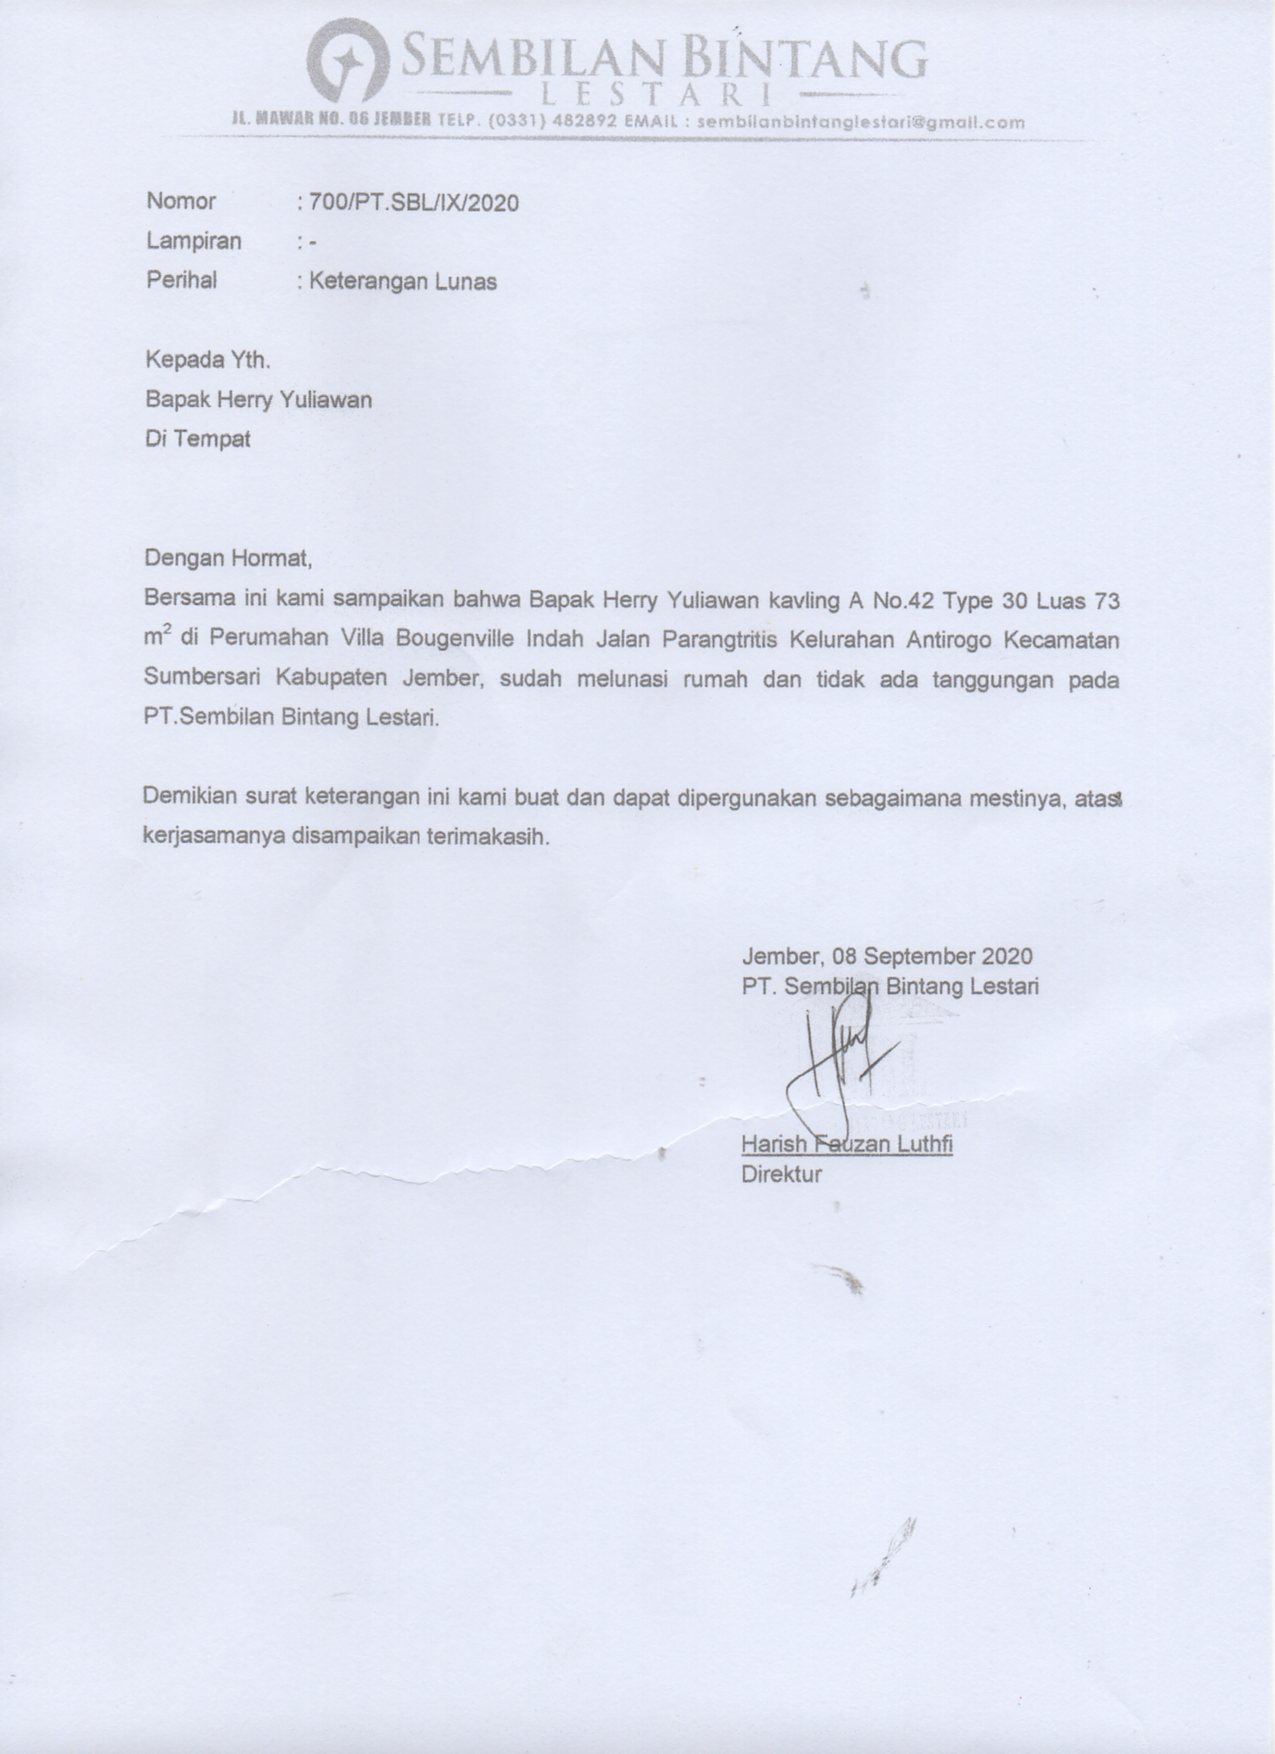 SEMBILAN BINTANG
LESTARI
JL. MAWAR NO. 06 JEMBER TELP. (0331) 482892 EMAIL : sembilanbintanglestari@gmail.com
Nomor : 700/PT.SBL/IX/2020
Lampiran : -
Perihal : Keterangan Lunas
Kepada Yth.
Bapak Herry Yuliawan
Di Tempat
Dengan Hormat,
Bersama ini kami sampaikan bahwa Bapak Herry Yuliawan kavling A No.42 Type 30 Luas 73
m² di Perumahan Villa Bougenville Indah Jalan Parangtritis Kelurahan Antirogo Kecamatan
Sumbersari Kabupaten Jember, sudah melunasi rumah dan tidak ada tanggungan pada
PT.Sembilan Bintang Lestari.
Demikian surat keterangan ini kami buat dan dapat dipergunakan sebagaimana mestinya, atas
kerjasamanya disampaikan terimakasih.
Jember, 08 September 2020
PT. Sembilan Bintang Lestari
Harish Fauzan Luthfi
Direktur